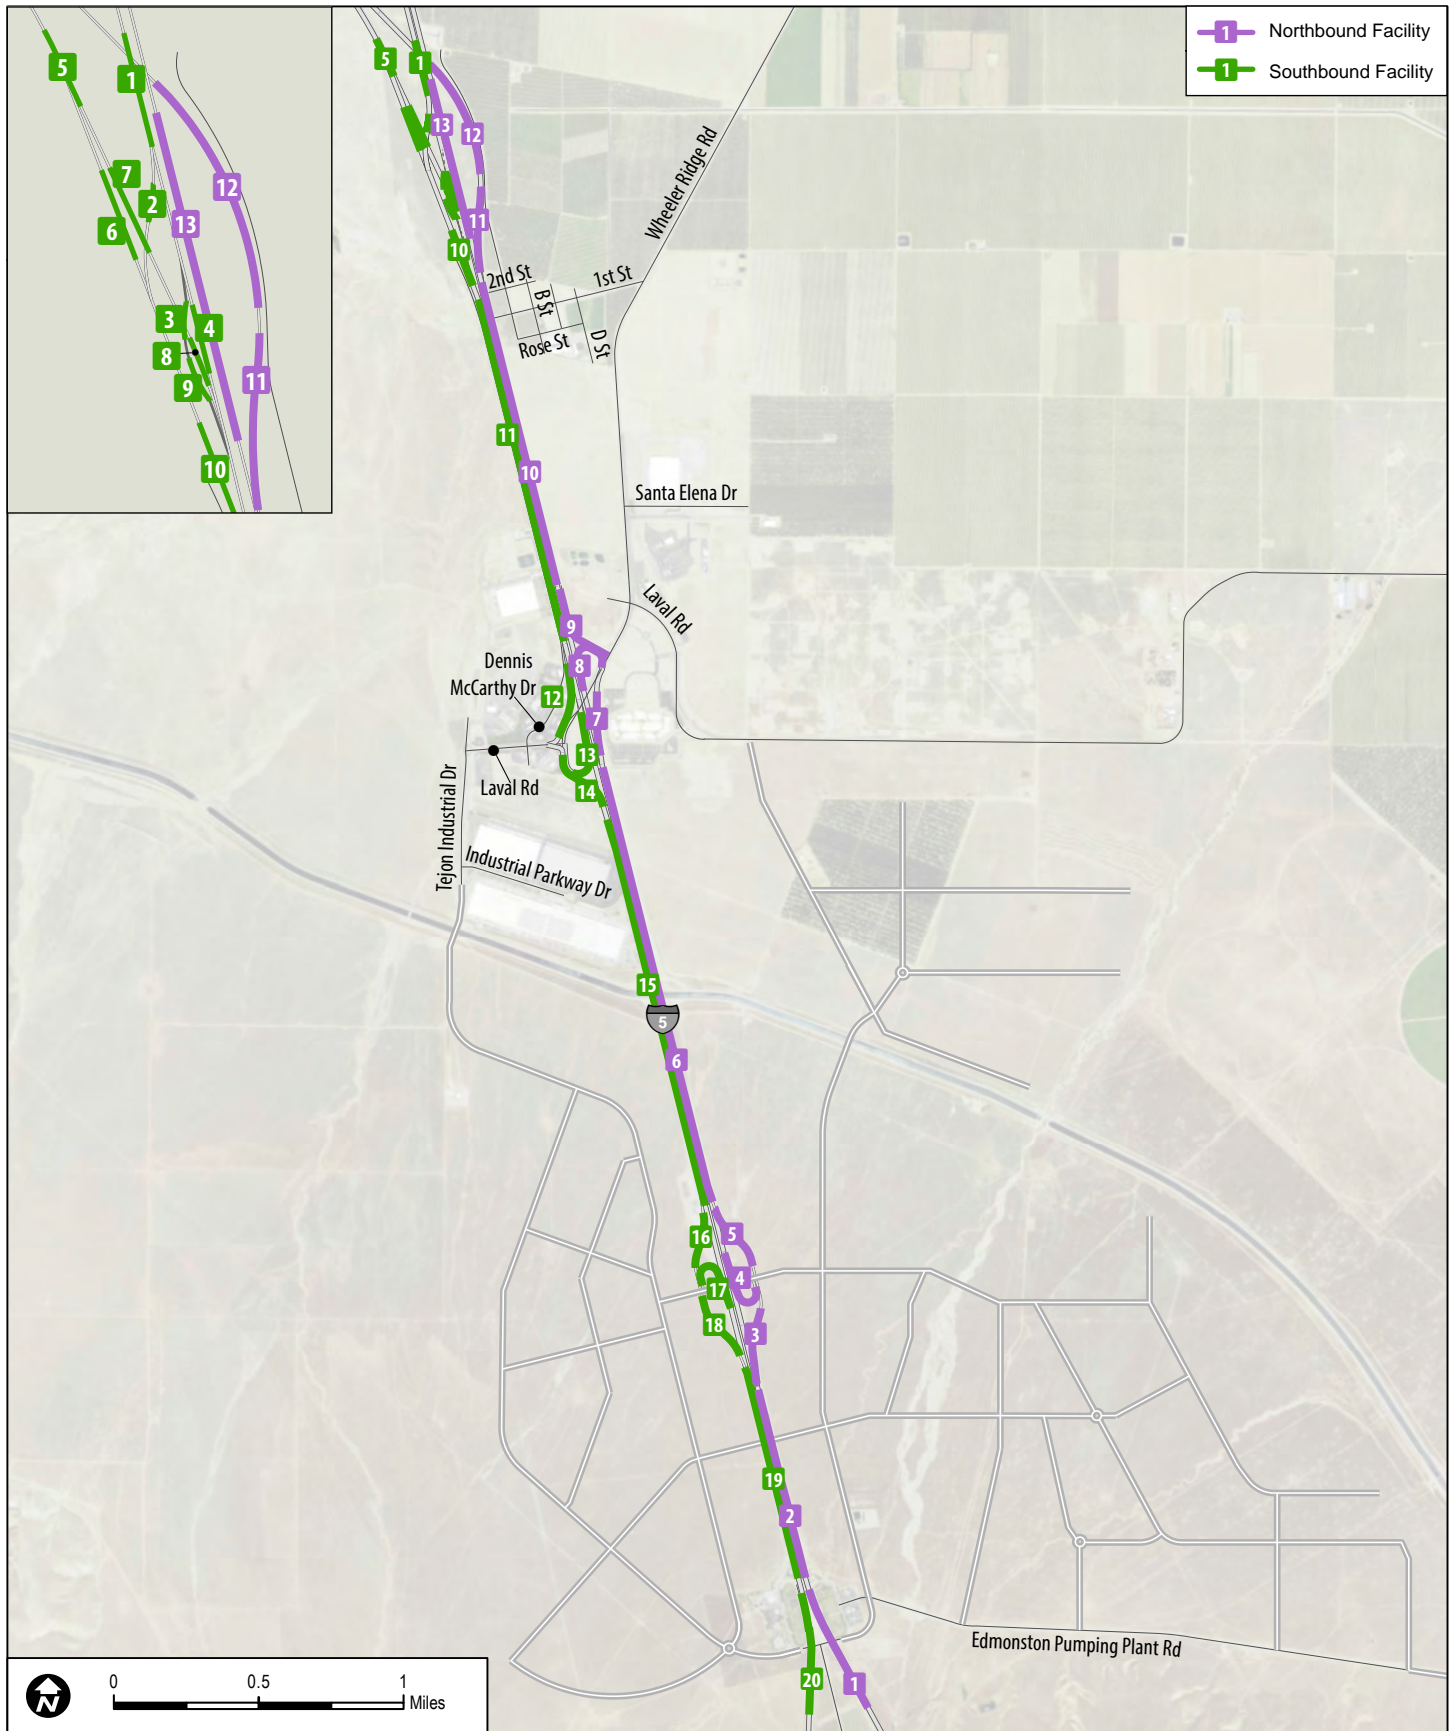 1 Northbound Facility
1 Southbound Facility
5
1
7
2
12
6
13
3
4
8
9
11
10
5
1
13
12
11
10
Wheeler Ridge Rd
2nd St
1st St
B St
Rose St
D St
11
10
Santa Elena Dr
Laval Rd
9
8
Dennis
McCarthy Dr
12
7
13
14
Laval Rd
Tejon Industrial Dr
Industrial Parkway Dr
15
5
6
16
5
4
17
18
3
19
2
Edmonston Pumping Plant Rd
20
1
N
0 0.5 1
Miles